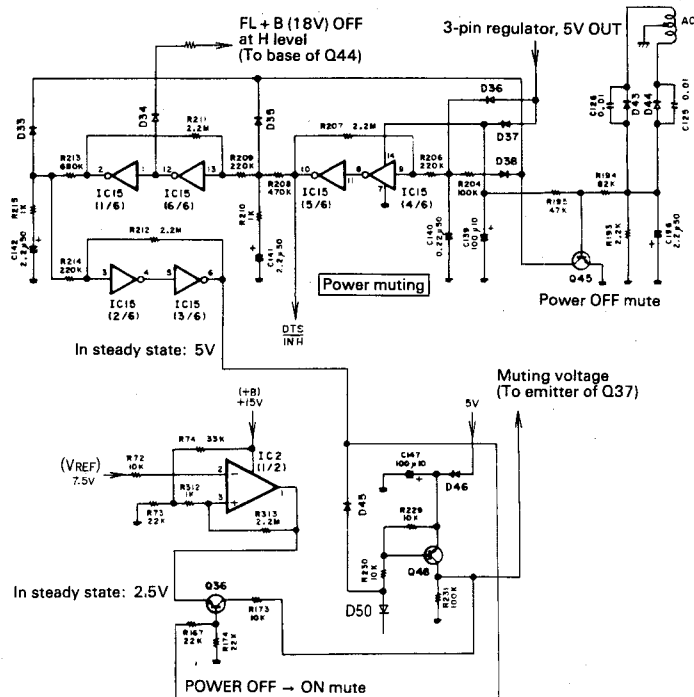 FL + B (18V) OFF
at H level
(To base of Q44)
3-pin regulator, 5V OUT
AC
D33
D34
D35
D36
D37
D38
C126
0.01
D43
D44
C125
0.01
R211
2.2M
R207 2.2M
R213
680K
2
1
12
13
R209
220K
R208
470K
10
11
8
14
9
7
R206
220K
R204
100K
R195
47K
R194
82K
IC15
(1/6)
IC15
(6/6)
IC15
(5/6)
IC15
(4/6)
R215
1K
C142
2.2μ50
R212 2.2M
R210
1K
C141
2.2μ50
C140
0.22μ50
C139
100μ10
R193
2.2K
C196
2.2μ50
R214
220K
3
4
5
6
IC15
(2/6)
IC15
(3/6)
Power muting
Q45
Power OFF mute
DTS
INH
In steady state: 5V
Muting voltage
(To emitter of Q37)
(+B)
+15V
5V
R74 33K
IC2
(1/2)
(VREF)
7.5V
R72
10K
2
3
1
R312
1K
R73
22K
R313
2.2M
C147
100μ10
D46
D45
R229
10K
R230
10K
Q48
R231
100K
D50
In steady state: 2.5V
Q36
R173
10K
R167
22K
R174
22K
POWER OFF → ON mute